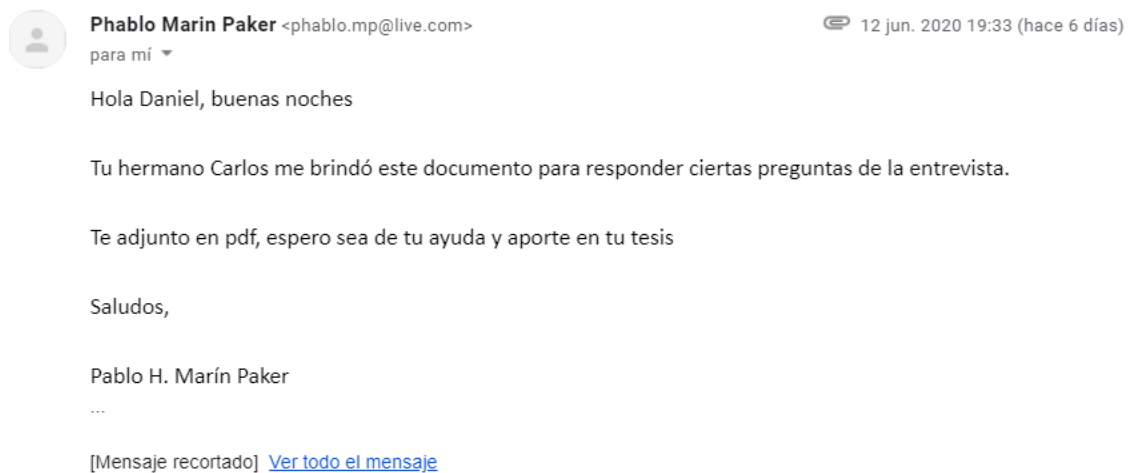 Phablo Marin Paker <phablo.mp@live.com> 12 jun. 2020 19:33 (hace 6 días)
para mí
Hola Daniel, buenas noches
Tu hermano Carlos me brindó este documento para responder ciertas preguntas de la entrevista.
Te adjunto en pdf, espero sea de tu ayuda y aporte en tu tesis
Saludos,
Pablo H. Marín Paker
...
[Mensaje recortado] Ver todo el mensaje